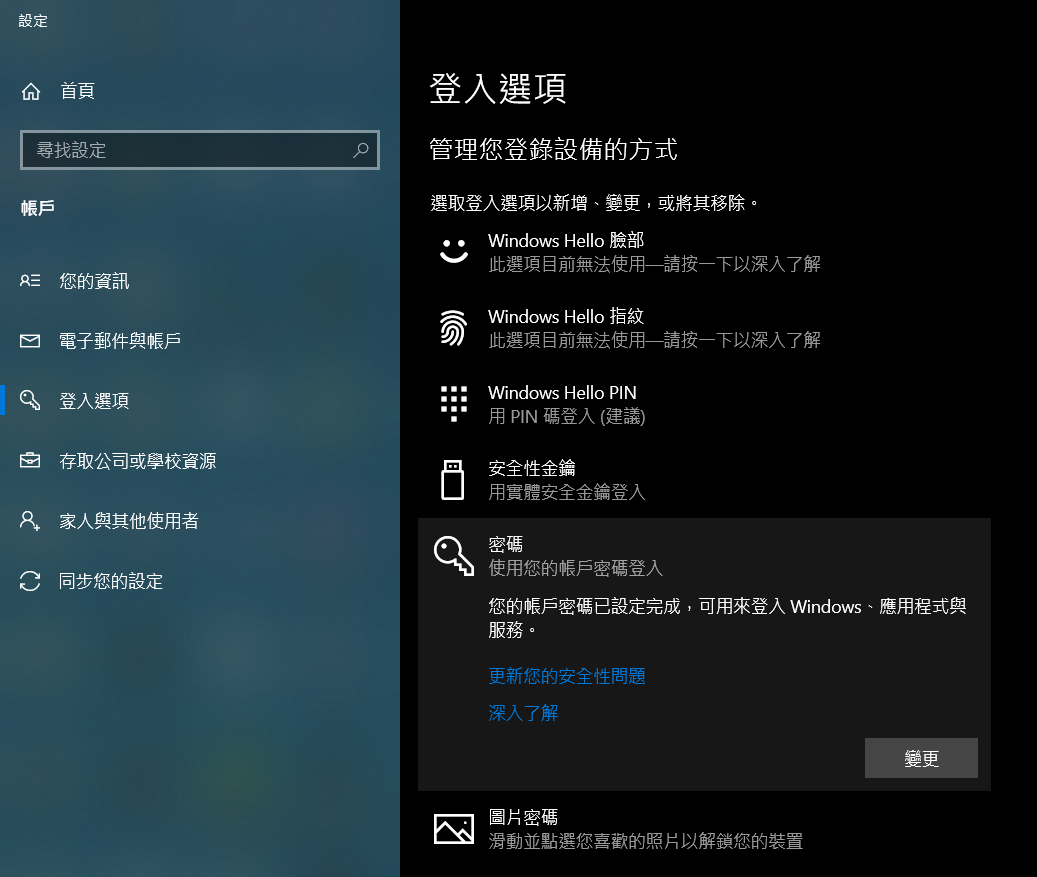 設定
首頁
尋找設定
帳戶
您的資訊
電子郵件與帳戶
登入選項
存取公司或學校資源
家人與其他使用者
同步您的設定
登入選項
管理您登錄設備的方式
選取登入選項以新增、變更，或將其移除。
Windows Hello 臉部
此選項目前無法使用—請按一下以深入了解
Windows Hello 指紋
此選項目前無法使用—請按一下以深入了解
Windows Hello PIN
用 PIN 碼登入 (建議)
安全性金鑰
用實體安全金鑰登入
密碼
使用您的帳戶密碼登入
您的帳戶密碼已設定完成，可用來登入 Windows、應用程式與
服務。
更新您的安全性問題
深入了解
變更
圖片密碼
滑動並點選您喜歡的照片以解鎖您的裝置